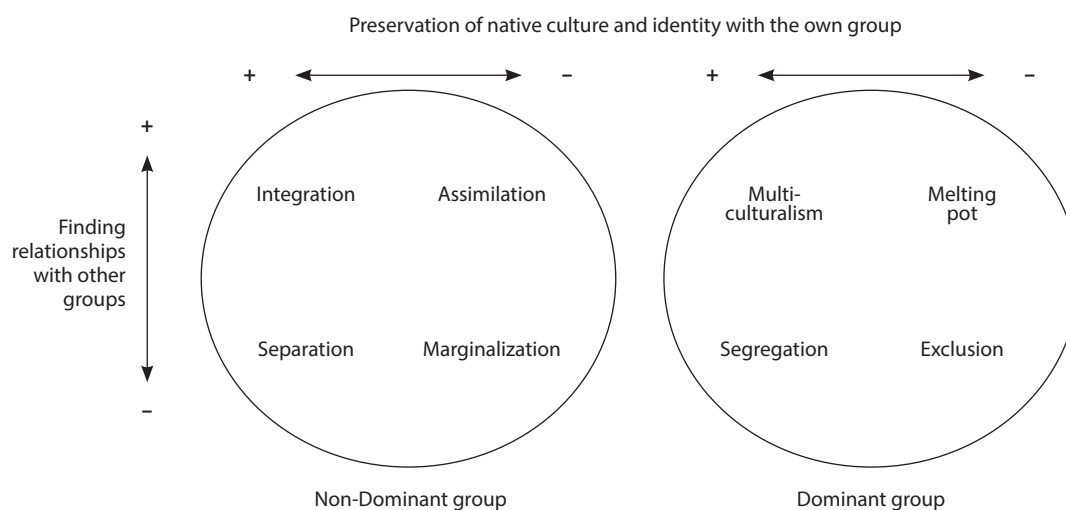 Preservation of native culture and identity with the own group
+ – + –
+
Integration Assimilation Multi- Melting
culturalism pot
Finding
relationships
with other
groups
Separation Marginalization Segregation Exclusion
–
Non-Dominant group Dominant group